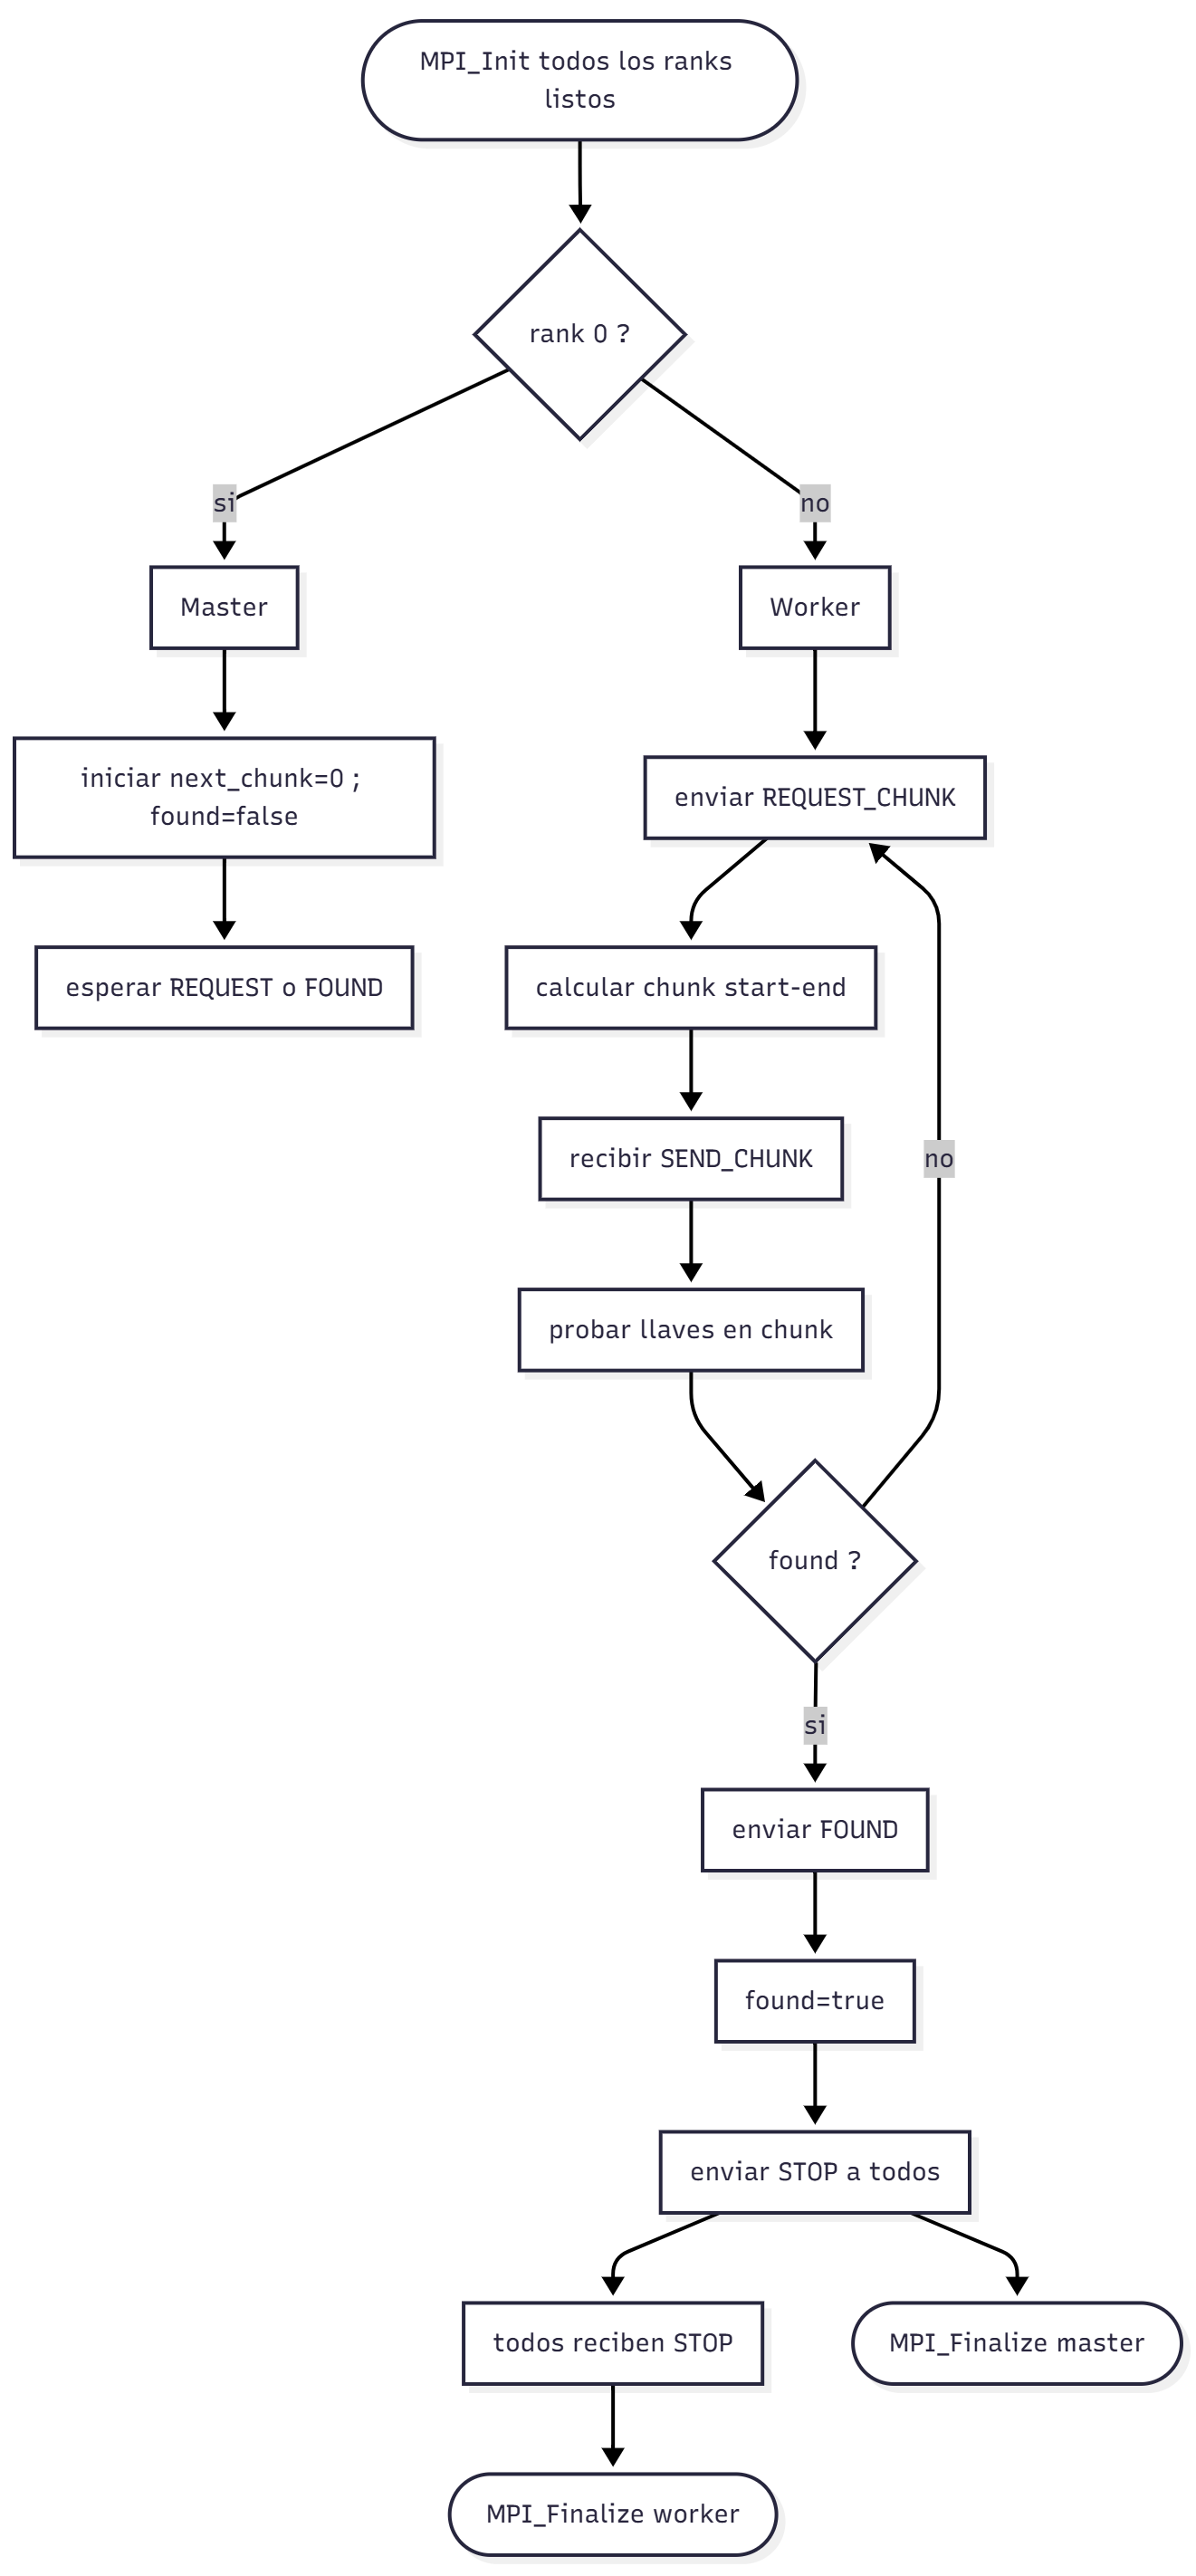 MPI_Init todos los ranks
listos
rank 0 ?
si
no
Master
Worker
iniciar next_chunk=0 ;
found=false
enviar REQUEST_CHUNK
esperar REQUEST o FOUND
calcular chunk start-end
recibir SEND_CHUNK
no
probar llaves en chunk
found ?
si
enviar FOUND
found=true
enviar STOP a todos
todos reciben STOP
MPI_Finalize master
MPI_Finalize worker